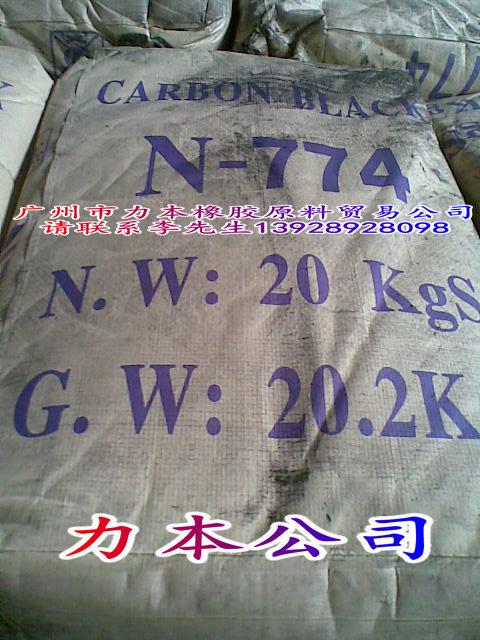 CARBON BLACK
N-774
广州市力本橡胶原料贸易公司
请联系李先生13928928098
N.W: 20 KgS
G.W: 20.2K
力本公司
774